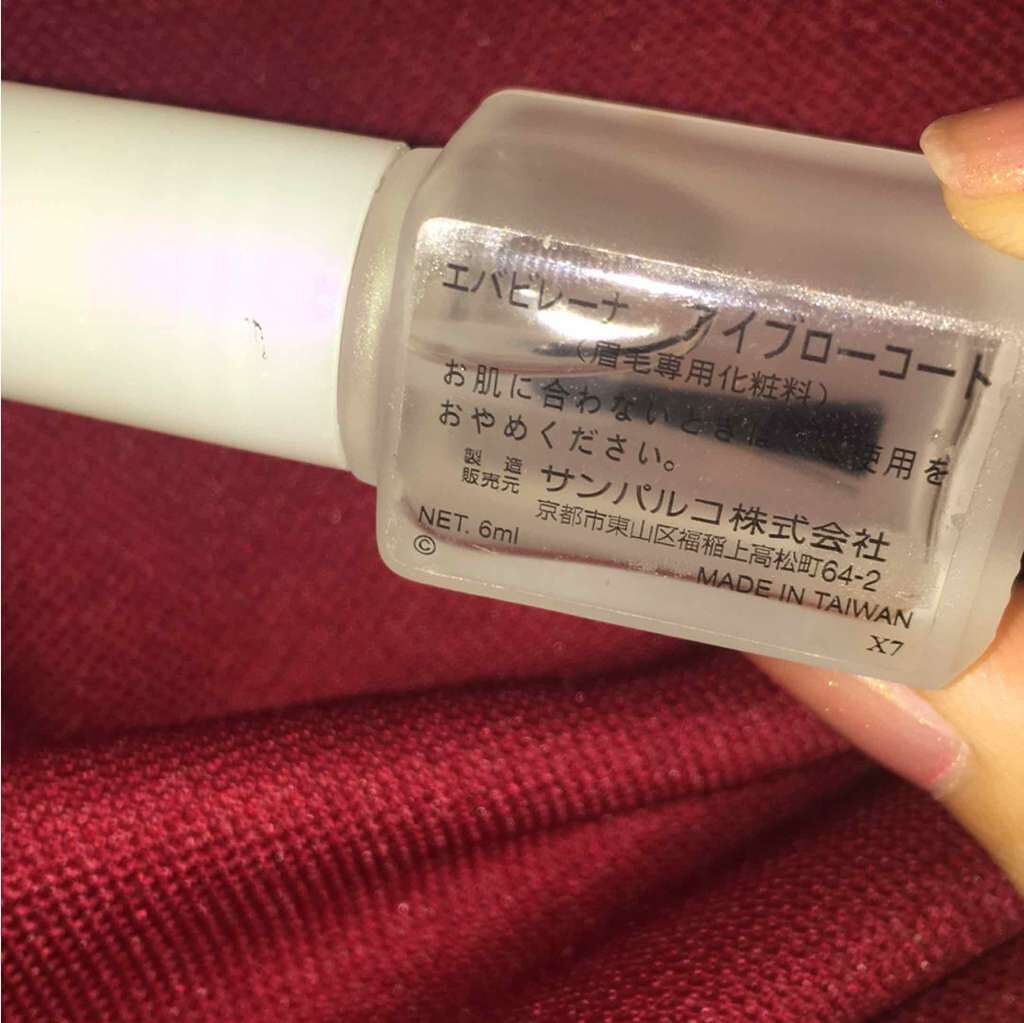 エバビレーナ アイブローコート
(眉毛専用化粧料)
お肌に合わないときは 使用を
おやめください。
製造
販売元 サンパルコ株式会社
京都市東山区福稲上高松町64-2
NET. 6ml
MADE IN TAIWAN
©
X7